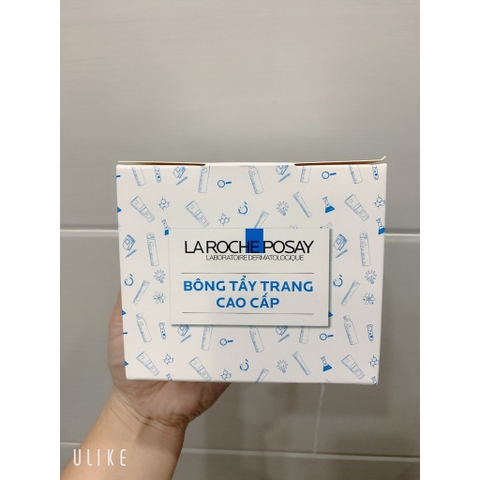 LA ROCHE POSAY
LABORATOIRE DERMATOLOGIQUE
BÔNG TẨY TRANG
CAO CẤP
ULIKE